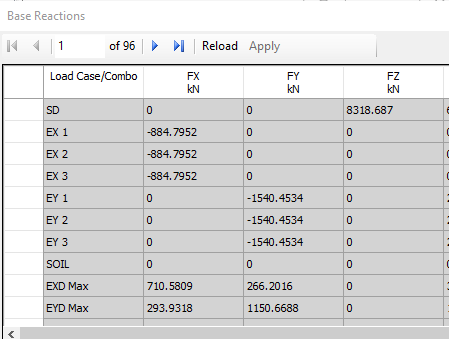 Base Reactions
1 of 96 Reload Apply
Load Case/Combo FX kN FY kN FZ kN
SD 0 0 8318.687
EX 1 -884.7952 0 0
EX 2 -884.7952 0 0
EX 3 -884.7952 0 0
EY 1 0 -1540.4534 0
EY 2 0 -1540.4534 0
EY 3 0 -1540.4534 0
SOIL 0 0 0
EXD Max 710.5809 266.2016 0
EYD Max 293.9318 1150.6688 0